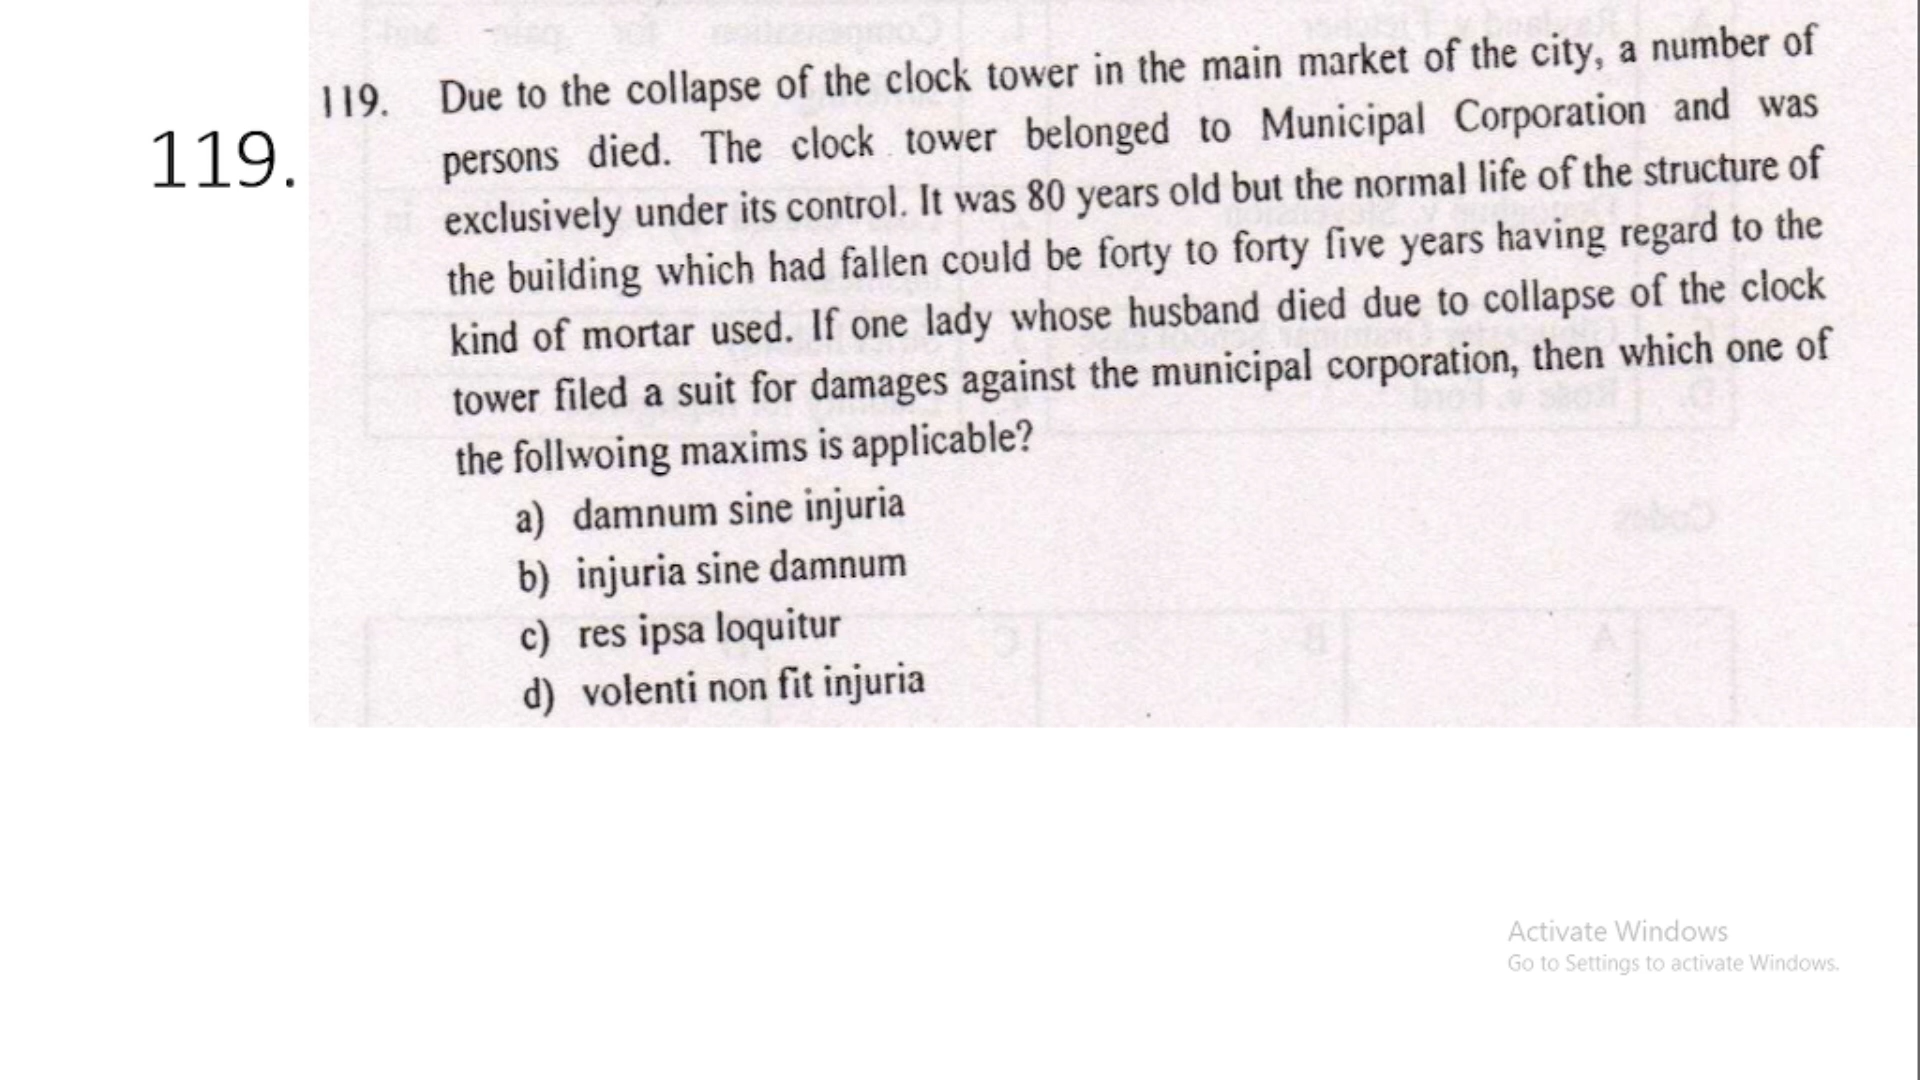 119.
119. Due to the collapse of the clock tower in the main market of the city, a number of
persons died. The clock tower belonged to Municipal Corporation and was
exclusively under its control. It was 80 years old but the normal life of the structure of
the building which had fallen could be forty to forty five years having regard to the
kind of mortar used. If one lady whose husband died due to collapse of the clock
tower filed a suit for damages against the municipal corporation, then which one of
the follwoing maxims is applicable?
a) damnum sine injuria
b) injuria sine damnum
c) res ipsa loquitur
d) volenti non fit injuria
Activate Windows
Go to Settings to activate Windows.